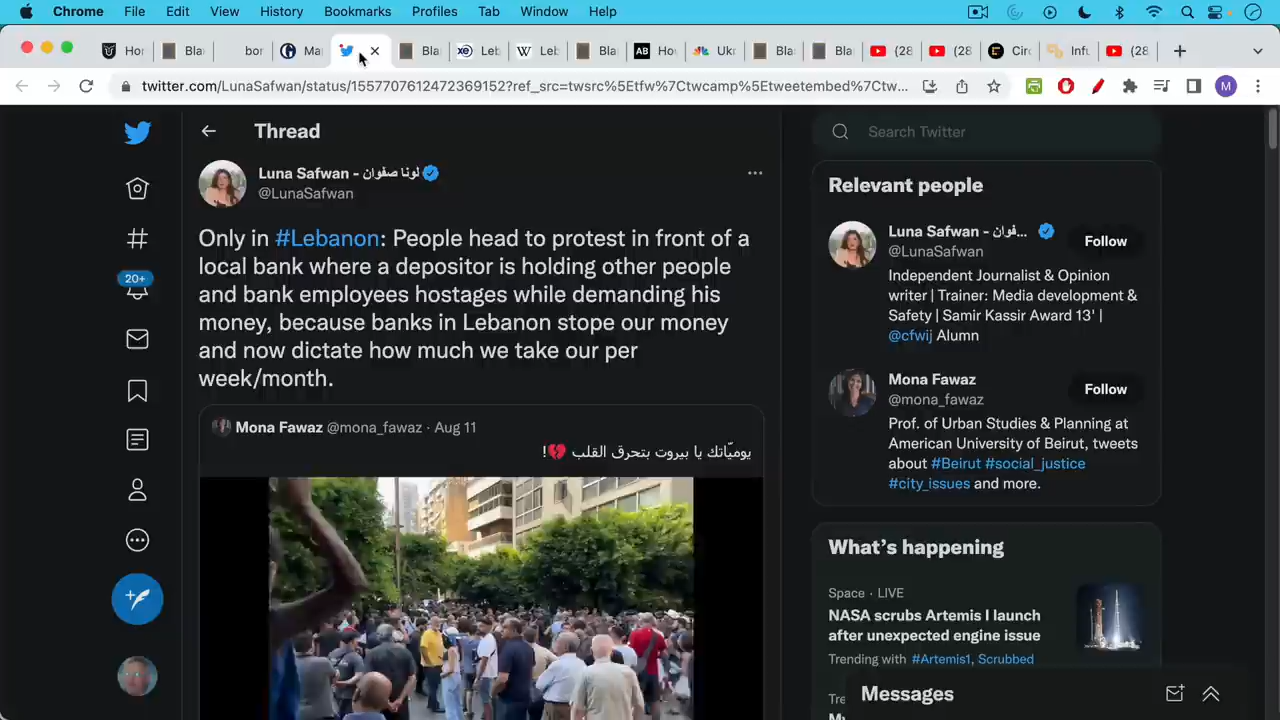 Chrome File Edit View History Bookmarks Profiles Tab Window Help
twitter.com/LunaSafwan/status/1557707612472369152?ref_src=twsrc%5Etfw%7Ctwcamp%5Etweetembed%7Ctw...
M
Thread
Luna Safwan - لونا صفوان
@LunaSafwan
Only in #Lebanon: People head to protest in front of a
local bank where a depositor is holding other people
and bank employees hostages while demanding his
money, because banks in Lebanon stope our money
and now dictate how much we take our per
week/month.
Mona Fawaz @mona_fawaz · Aug 11
يوميّاتك يا بيروت بتحرق القلب 💔!
20+
Search Twitter
Relevant people
Luna Safwan - فوان...
@LunaSafwan
Follow
Independent Journalist & Opinion
writer | Trainer: Media development &
Safety | Samir Kassir Award 13' |
@cfwij Alumn
Mona Fawaz
@mona_fawaz
Follow
Prof. of Urban Studies & Planning at
American University of Beirut, tweets
about #Beirut #social_justice
#city_issues and more.
What's happening
Space · LIVE
NASA scrubs Artemis I launch
after unexpected engine issue
Trending with #Artemis1, Scrubbed
Messages